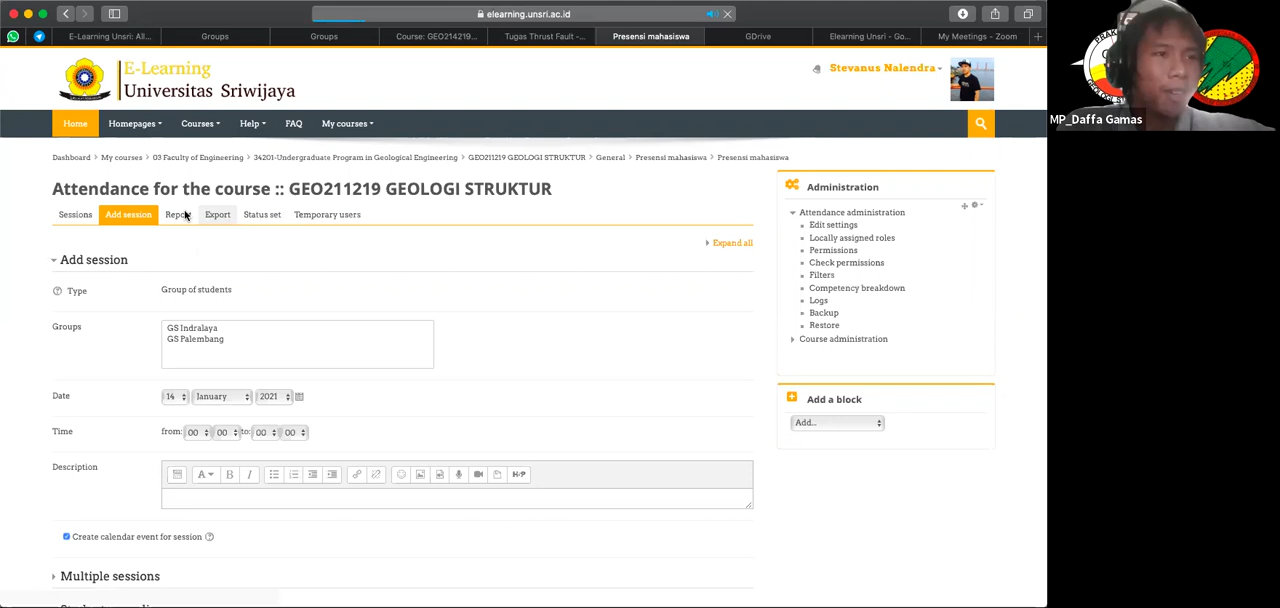 elearning.unsri.ac.id
E-Learning Unsri: All... Groups Groups Course: GEO214219... Tugas Thrust Fault -... Presensi mahasiswa GDrive Elearning Unsri - Go... My Meetings - Zoom
E-Learning
Universitas Sriwijaya
Stevanus Nalendra
MP_Daffa Gamas
Home Homepages Courses Help FAQ My courses
Dashboard My courses 03 Faculty of Engineering 34201-Undergraduate Program in Geological Engineering GEO211219 GEOLOGI STRUKTUR General Presensi mahasiswa Presensi mahasiswa
Attendance for the course :: GEO211219 GEOLOGI STRUKTUR
Sessions Add session Report Export Status set Temporary users
Expand all
Add session
Type Group of students
Groups
GS Indralaya
GS Palembang
Date 14 January 2021
Time from: 00 00 to: 00 00
Description
A B I H-P
Create calendar event for session
Multiple sessions
Administration
Attendance administration
Edit settings
Locally assigned roles
Permissions
Check permissions
Filters
Competency breakdown
Logs
Backup
Restore
Course administration
Add a block
Add...